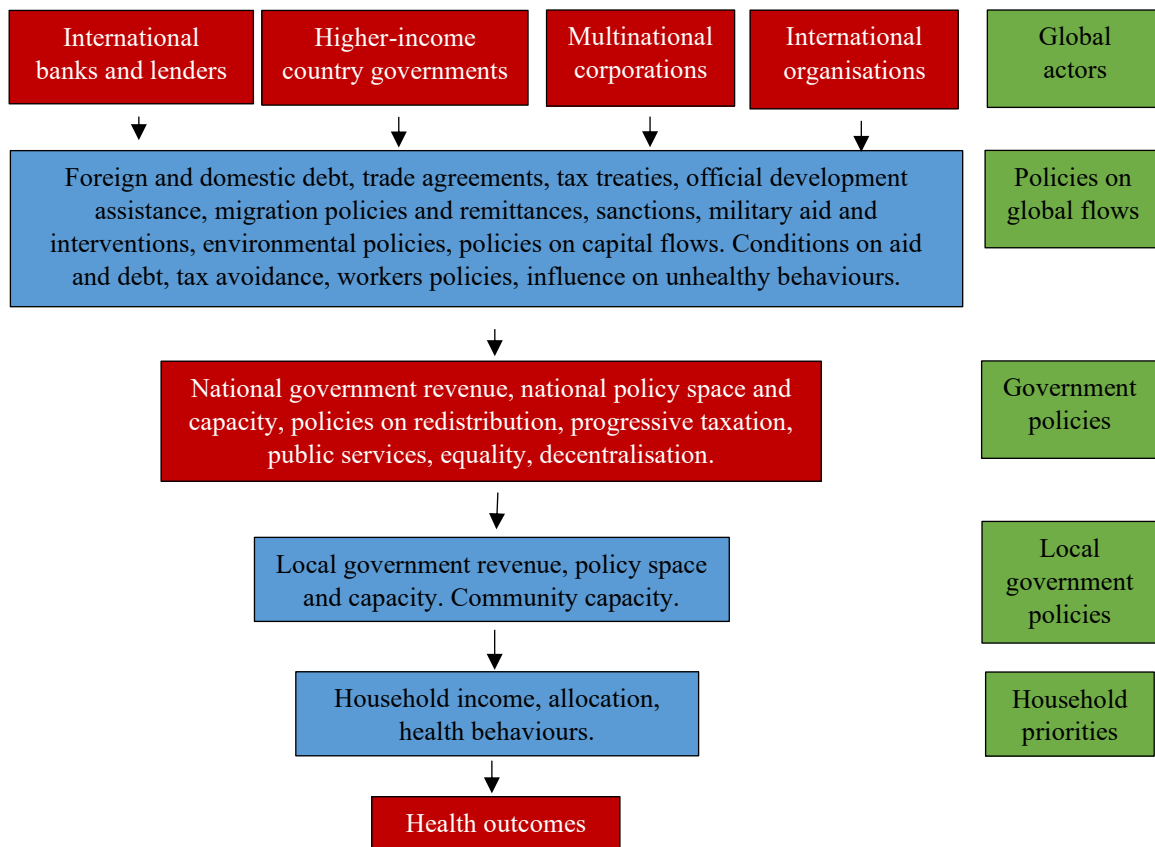 International
banks and lenders
Higher-income
country governments
Multinational
corporations
International
organisations
Global
actors
Foreign and domestic debt, trade agreements, tax treaties, official development
assistance, migration policies and remittances, sanctions, military aid and
interventions, environmental policies, policies on capital flows. Conditions on aid
and debt, tax avoidance, workers policies, influence on unhealthy behaviours.
Policies on
global flows
National government revenue, national policy space and
capacity, policies on redistribution, progressive taxation,
public services, equality, decentralisation.
Government
policies
Local government revenue, policy space
and capacity. Community capacity.
Local
government
policies
Household income, allocation,
health behaviours.
Household
priorities
Health outcomes